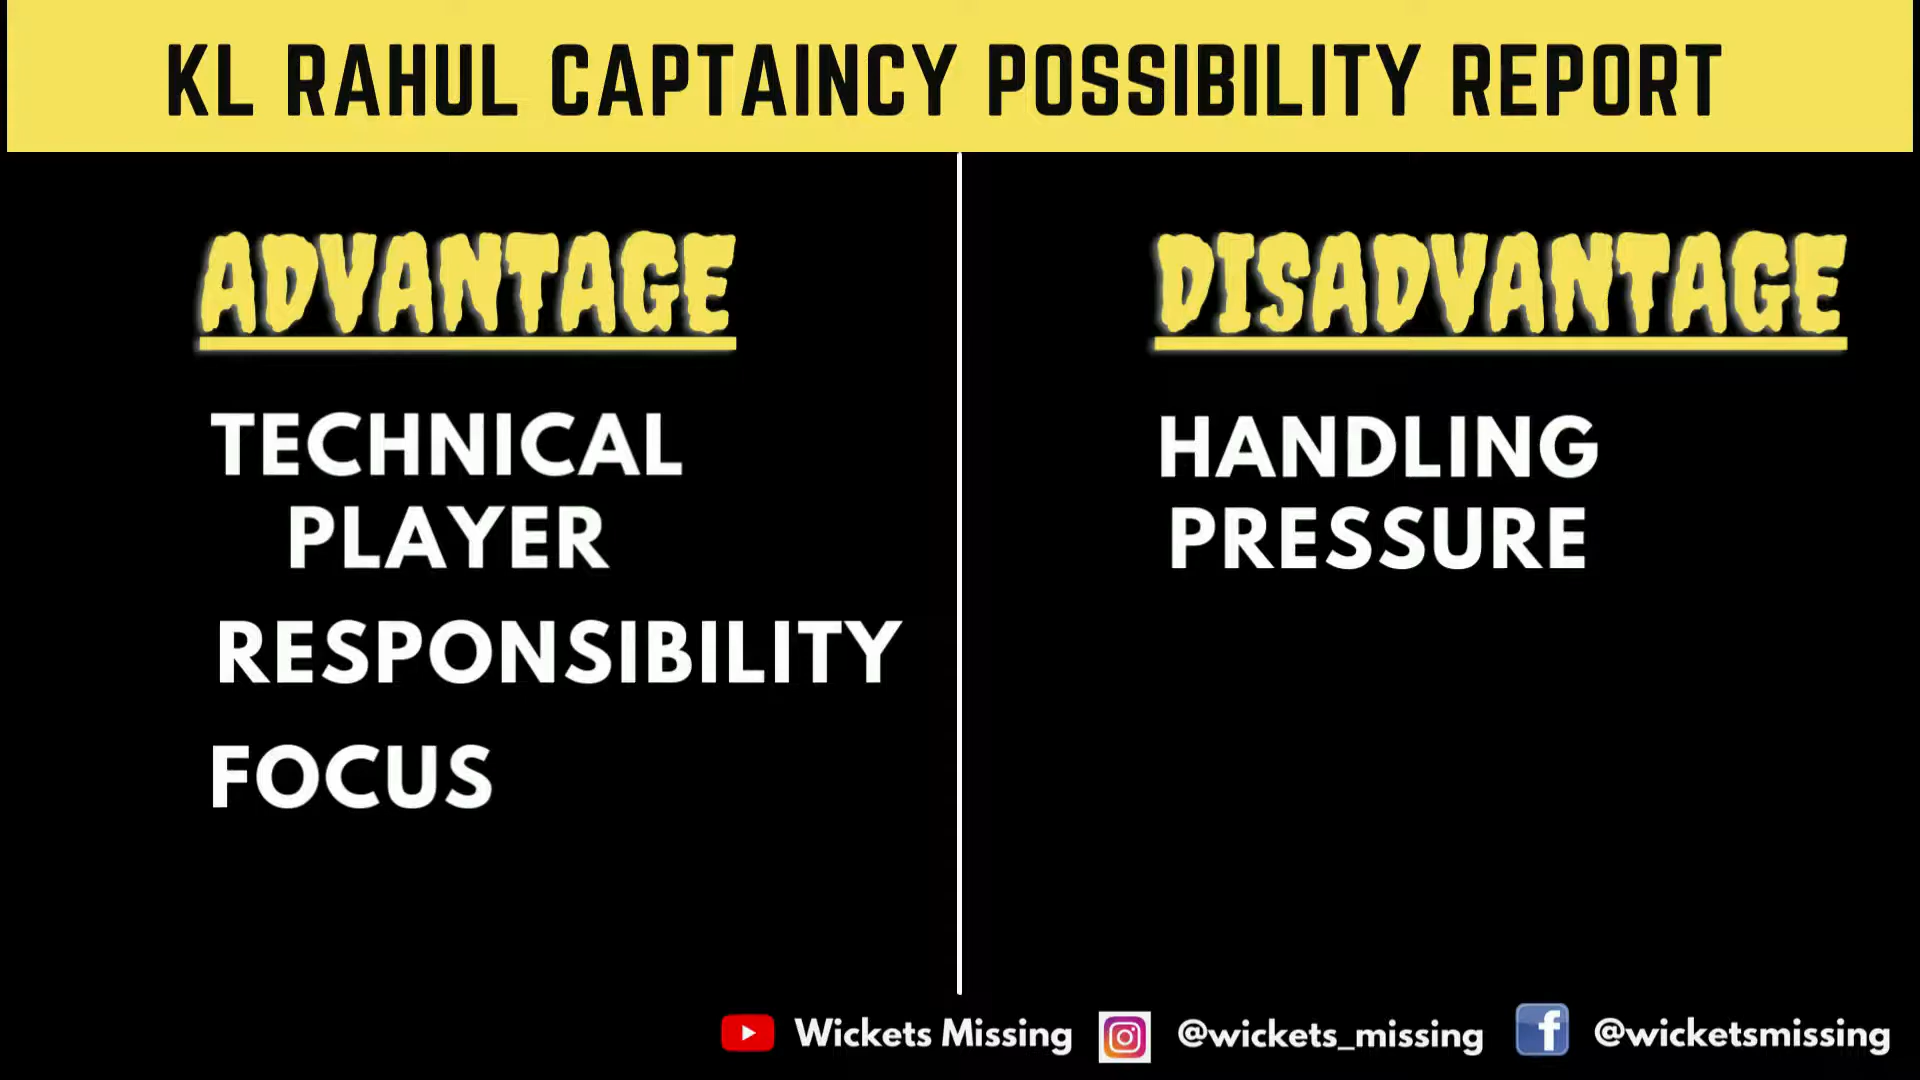 KL RAHUL CAPTAINCY POSSIBILITY REPORT
ADVANTAGE
TECHNICAL
PLAYER
RESPONSIBILITY
FOCUS
DISADVANTAGE
HANDLING
PRESSURE
Wickets Missing @wickets_missing @wicketsmissing